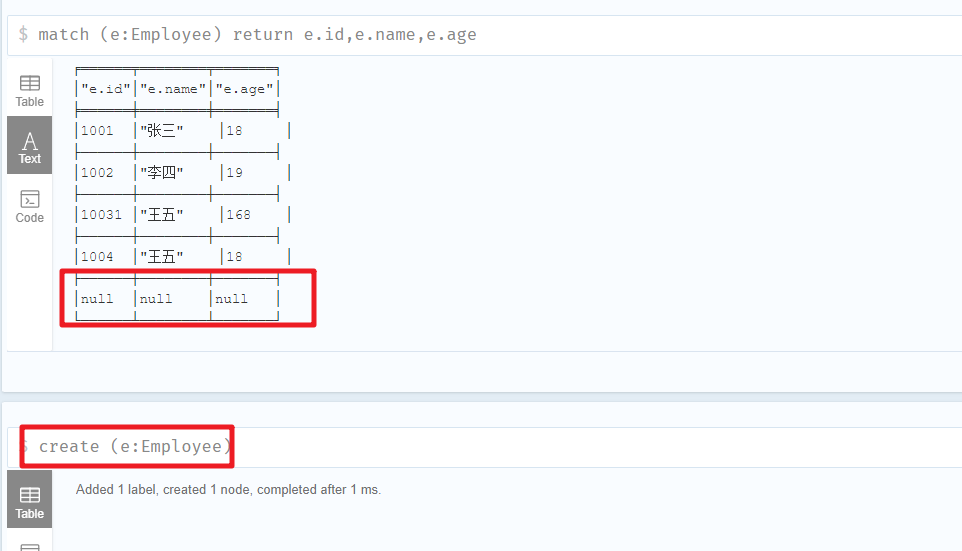 $ match (e:Employee) return e.id,e.name,e.age
Table
Text
Code
"e.id" "e.name" "e.age"
1001 "张三" 18
1002 "李四" 19
10031 "王五" 168
1004 "王五" 18
null null null
$ create (e:Employee)
Table
Added 1 label, created 1 node, completed after 1 ms.